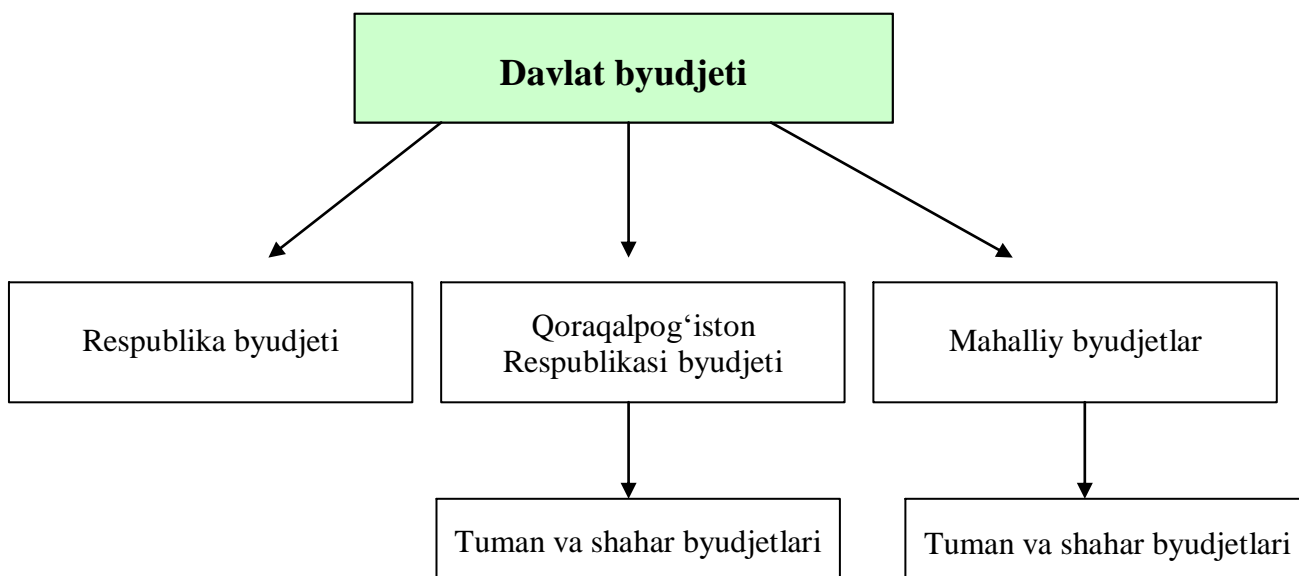 Davlat byudjeti
Respublika byudjeti
Qoraqalpog‘iston
Respublikasi byudjeti
Mahalliy byudjetlar
Tuman va shahar byudjetlari
Tuman va shahar byudjetlari